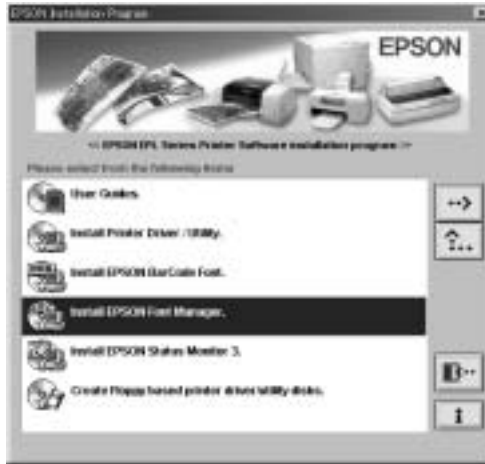 EPSON Installation Program
EPSON
<< EPSON EPL Series Printer Software installation program >>
Please select from the following items
User Guides.
Install Printer Driver / Utility.
Install EPSON BarCode Font.
Install EPSON Font Manager.
Install EPSON Status Monitor 3.
Create floppy based printer driver utility disks.